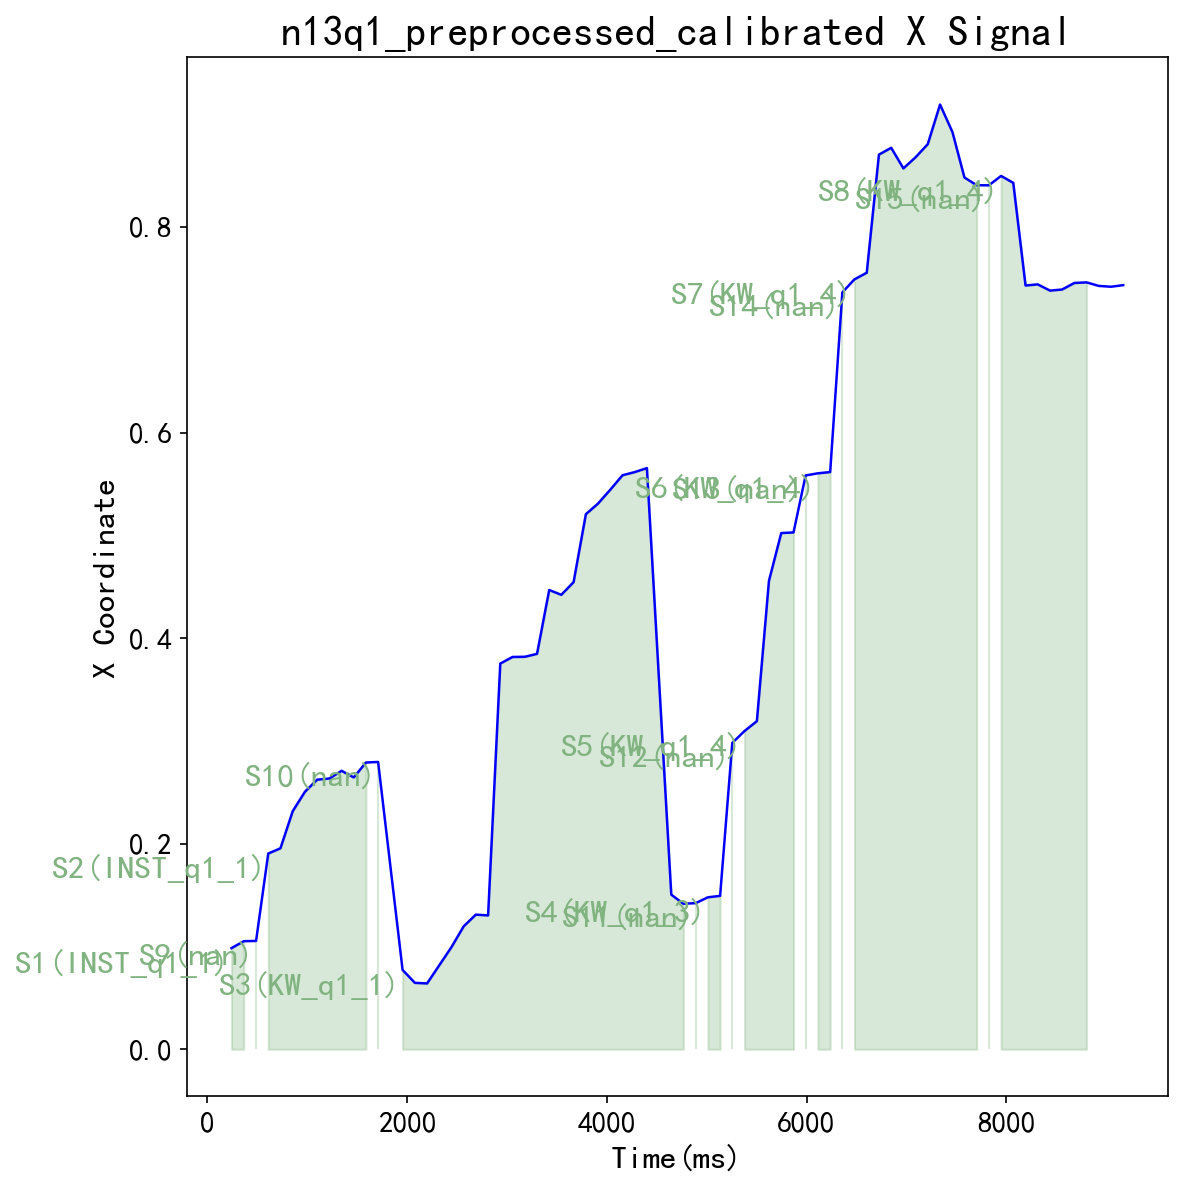 n13q1_preprocessed_calibrated X Signal
S8(KW_q1_4)
S15(nan)
0.8
S7(KW_q1_4)
S14(nan)
0.6
S6(KW_q1_4)
S13(nan)
X Coordinate
0.4
S5(KW_q1_4)
S12(nan)
S10(nan)
0.2
S2(INST_q1_1)
S4(KW_q1_3)
S11(nan)
S9(nan)
S1(INST_q1_1)
S3(KW_q1_1)
0.0
0
2000
4000
6000
8000
Time(ms)